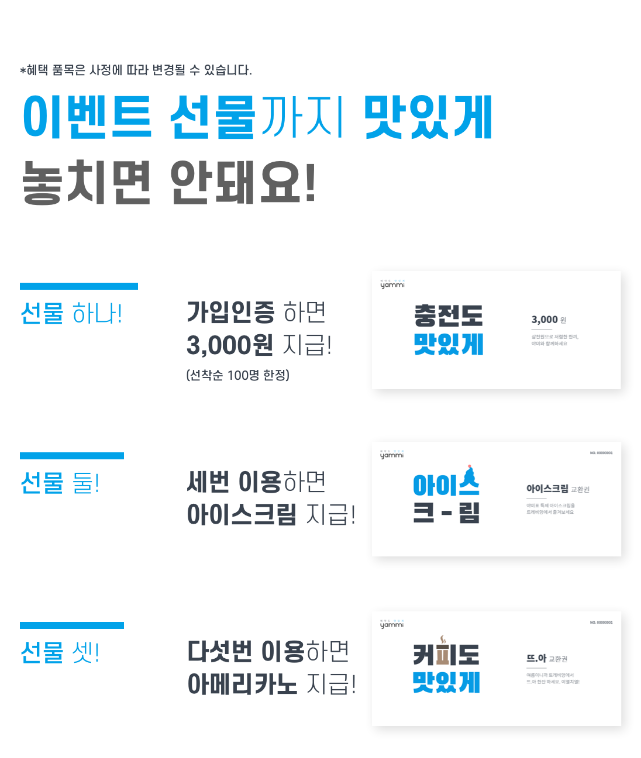 *혜택 품목은 사정에 따라 변경될 수 있습니다.
이벤트 선물까지 맛있게
놓치면 안돼요!
선물 하나!
가입인증 하면
3,000원 지급!
(선착순 100명 한정)
yammi
충전도
맛있게
3,000 원
선물 둘!
세번 이용하면
아이스크림 지급!
yammi
아이스
크-림
아이스크림 교환권
선물 셋!
다섯번 이용하면
아메리카노 지급!
yammi
커피도
맛있게
뜨.아 교환권